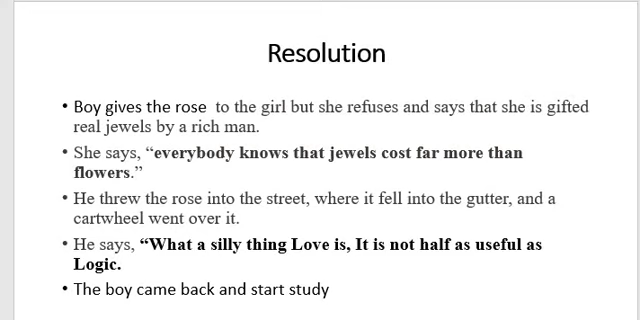 Resolution
• Boy gives the rose to the girl but she refuses and says that she is gifted
real jewels by a rich man.
• She says, “everybody knows that jewels cost far more than
flowers.”
• He threw the rose into the street, where it fell into the gutter, and a
cartwheel went over it.
• He says, “What a silly thing Love is, It is not half as useful as
Logic.
• The boy came back and start study